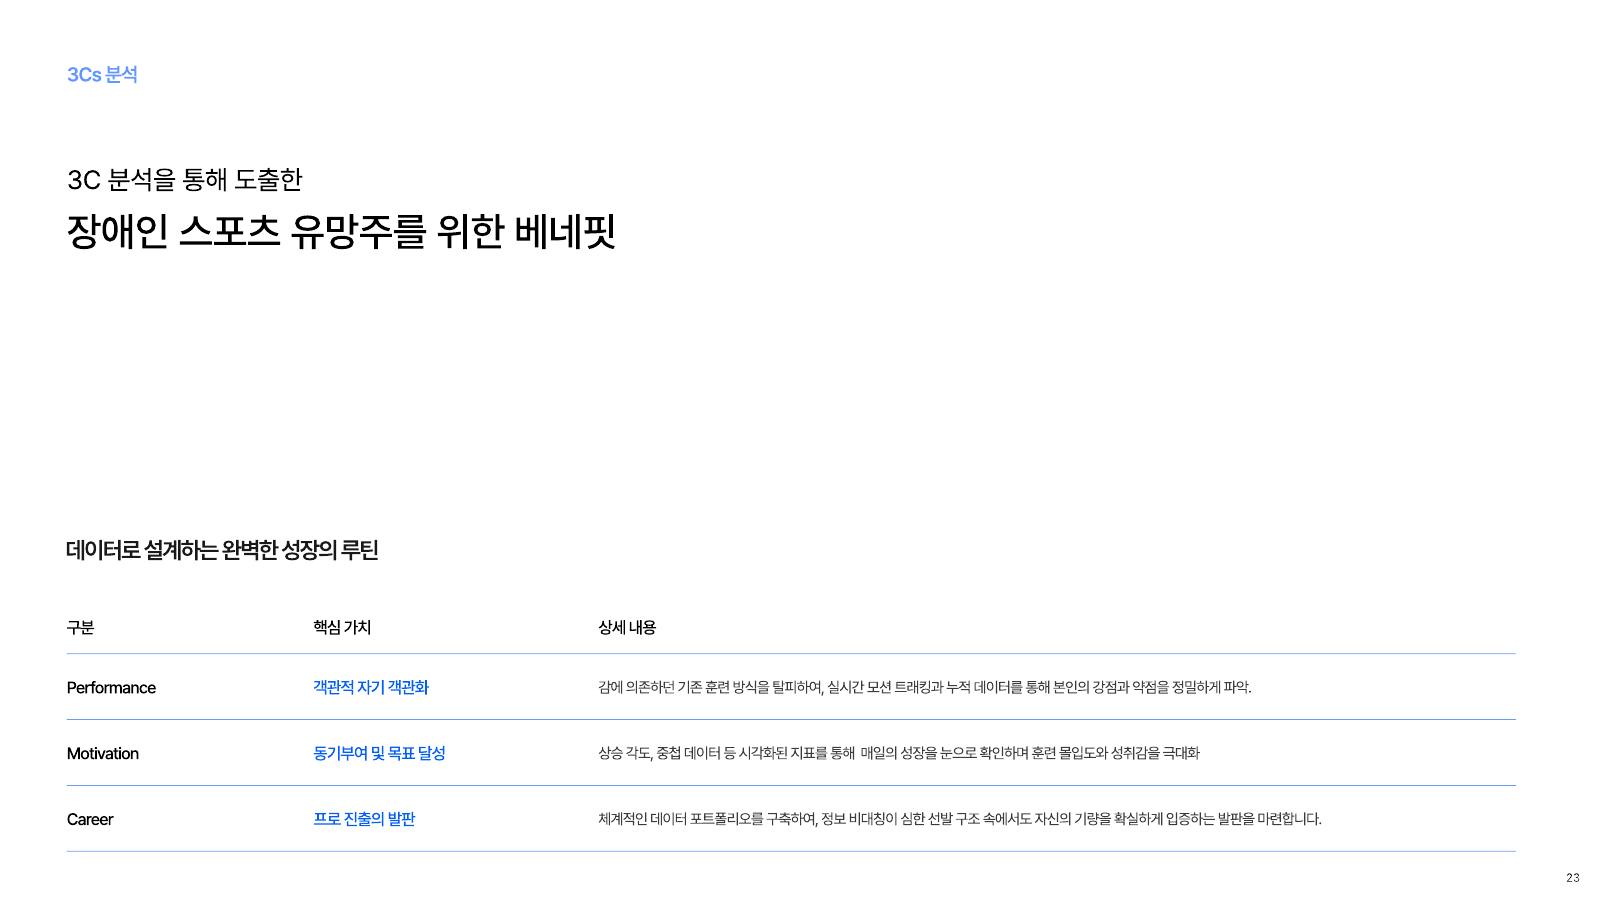 3Cs 분석
3C 분석을 통해 도출한
장애인 스포츠 유망주를 위한 베네핏
데이터로 설계하는 완벽한 성장의 루틴
구분 핵심 가치 상세 내용
Performance 객관적 자기 객관화 감에 의존하던 기존 훈련 방식을 탈피하여, 실시간 모션 트래킹과 누적 데이터를 통해 본인의 강점과 약점을 정밀하게 파악.
Motivation 동기부여 및 목표 달성 상승 각도, 중첩 데이터 등 시각화된 지표를 통해 매일의 성장을 눈으로 확인하며 훈련 몰입도와 성취감을 극대화
Career 프로 진출의 발판 체계적인 데이터 포트폴리오를 구축하여, 정보 비대칭이 심한 선발 구조 속에서도 자신의 기량을 확실하게 입증하는 발판을 마련합니다.
23